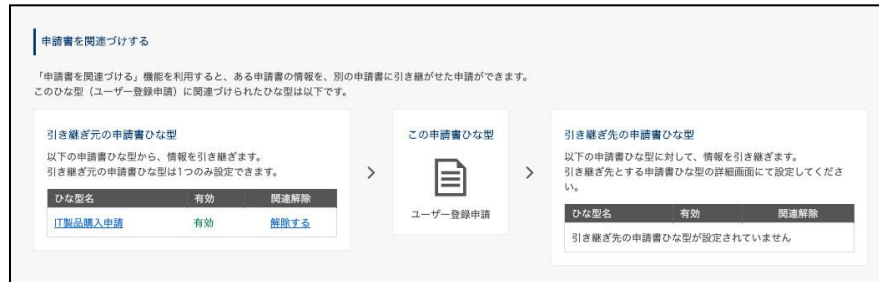 申請書を関連づけする
「申請書を関連づける」機能を利用すると、ある申請書の情報を、別の申請書に引き継がせた申請ができます。
このひな型（ユーザー登録申請）に関連づけられたひな型は以下です。
引き継ぎ元の申請書ひな型
以下の申請書ひな型から、情報を引き継ぎます。
引き継ぎ元の申請書ひな型は1つのみ設定できます。
ひな型名 有効 関連解除
IT製品購入申請 有効 解除する
この申請書ひな型
ユーザー登録申請
引き継ぎ先の申請書ひな型
以下の申請書ひな型に対して、情報を引き継ぎます。
引き継ぎ先とする申請書ひな型の詳細画面にて設定してくださ
い。
ひな型名 有効 関連解除
引き継ぎ先の申請書ひな型が設定されていません